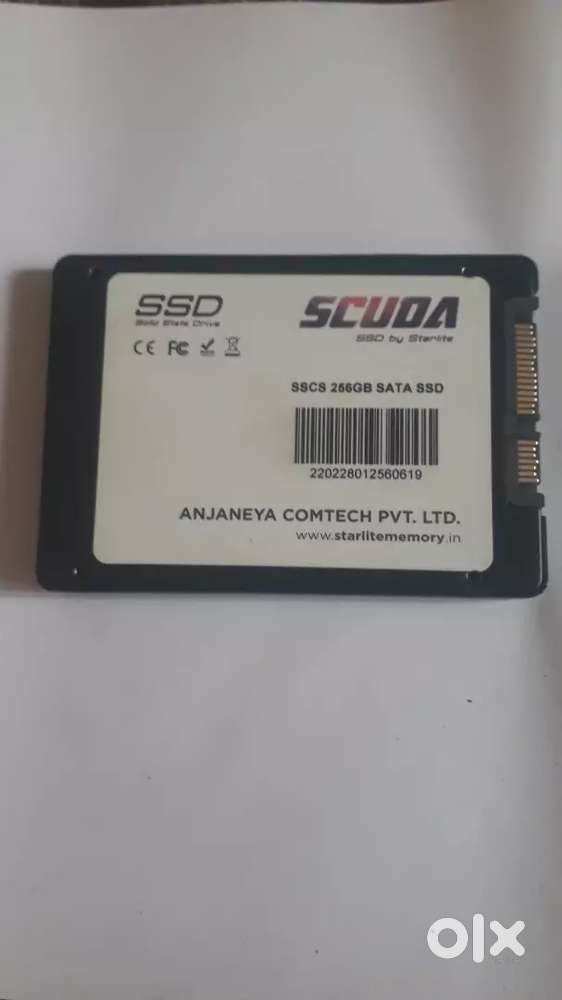 SSD
Solid State Drive
CE FC
SCUDA
SSD by Starlite
SSCS 256GB SATA SSD
220228012560619
ANJANEYA COMTECH PVT. LTD.
www.starlitememory.in
olx